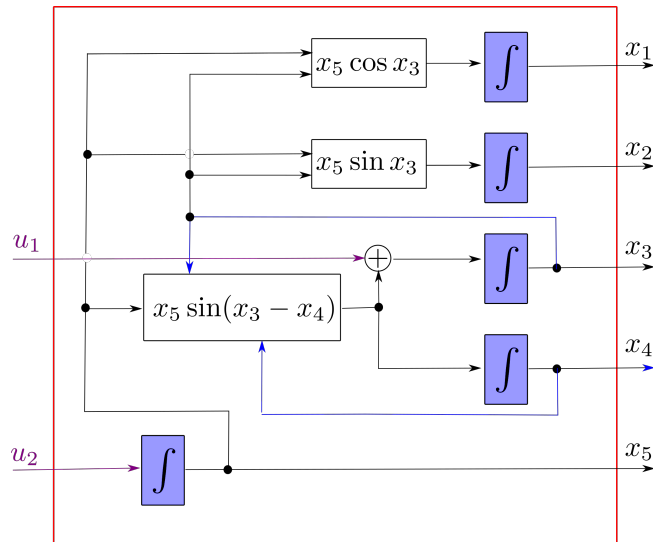 x₅ cos x₃ ∫ x₁
x₅ sin x₃ ∫ x₂
u₁ ⊕ ∫ x₃
x₅ sin(x₃ − x₄) ∫ x₄
u₂ ∫ x₅